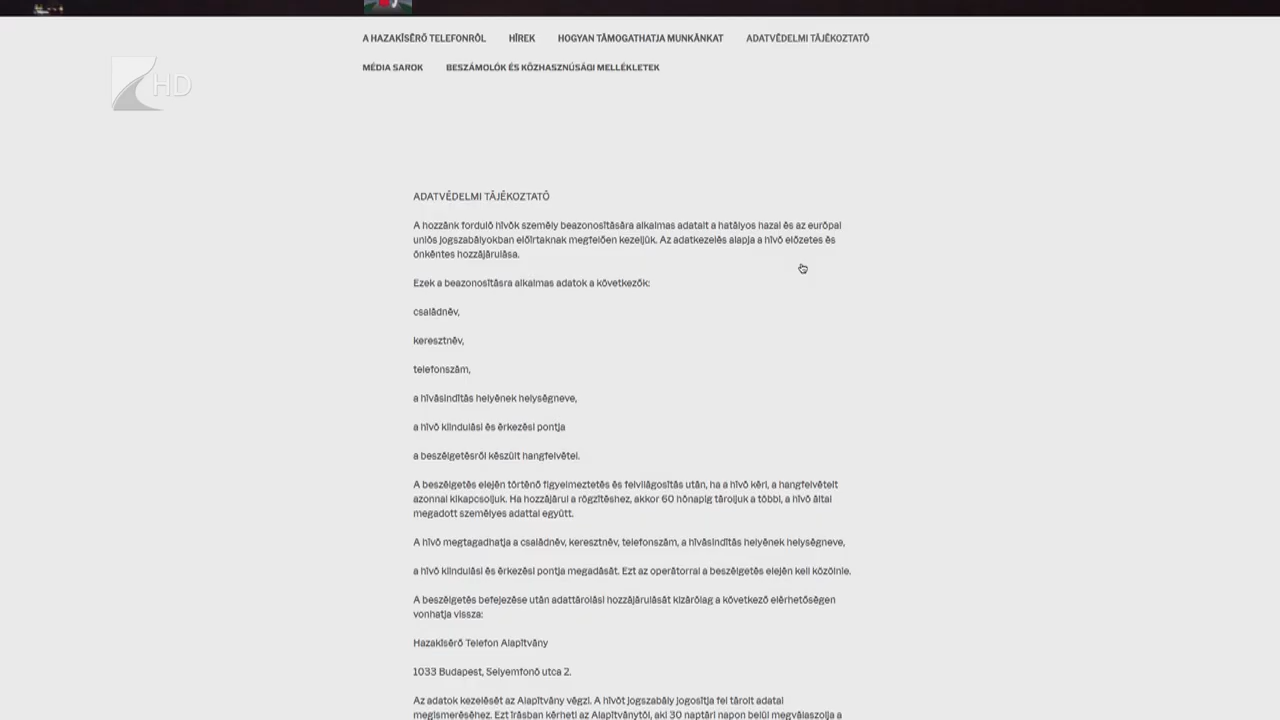 A HAZAKÍSÉRŐ TELEFONRÓL HÍREK HOGYAN TÁMOGATHATJA MUNKÁNKAT ADATVÉDELMI TÁJÉKOZTATÓ
MÉDIA SAROK BESZÁMOLÓK ÉS KÖZHASZNÚSÁGI MELLÉKLETEK
HD
ADATVÉDELMI TÁJÉKOZTATÓ
A hozzánk forduló hívók személy beazonosítására alkalmas adatait a hatályos hazai és az európai
uniós jogszabályokban előírtaknak megfelően kezeljük. Az adatkezelés alapja a hívó előzetes és
önkéntes hozzájárulása.
Ezek a beazonosításra alkalmas adatok a következők:
családnév,
keresztnév,
telefonszám,
a hívásindítás helyének helységneve,
a hívó kiindulási és érkezési pontja
a beszélgetésről készült hangfelvétel.
A beszélgetés elején történő figyelmeztetés és felvilágosítás után, ha a hívó kéri, a hangfelvételt
azonnal kikapcsoljuk. Ha hozzájárul a rögzítéshez, akkor 60 hónapig tároljuk a többi, a hívó által
megadott személyes adattal együtt.
A hívó megtagadhatja a családnév, keresztnév, telefonszám, a hívásindítás helyének helységneve,
a hívó kiindulási és érkezési pontja megadását. Ezt az operátorral a beszélgetés elején kell közölnie.
A beszélgetés befejezése után adattárolási hozzájárulását kizárólag a következő elérhetőségen
vonhatja vissza:
Hazakísérő Telefon Alapítvány
1033 Budapest, Selyemfonó utca 2.
Az adatok kezelését az Alapítvány végzi. A hívót jogszabály jogosítja fel tárolt adatai
megismeréséhez. Ezt írásban kérheti az Alapítványtól, aki 30 naptári napon belül megválaszolja a